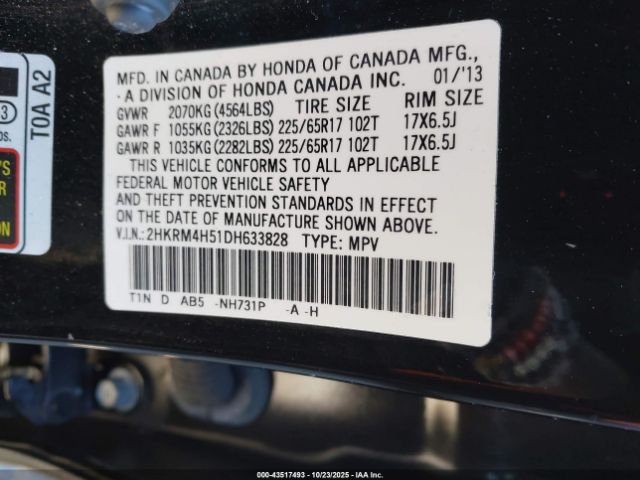 MFD. IN CANADA BY HONDA OF CANADA MFG.,
-A DIVISION OF HONDA CANADA INC. 01/'13
GVWR 2070KG(4564LBS) TIRE SIZE RIM SIZE
GAWR F 1055KG(2326LBS) 225/65R17 102T 17X6.5J
GAWR R 1035KG(2282LBS) 225/65R17 102T 17X6.5J
THIS VEHICLE CONFORMS TO ALL APPLICABLE
FEDERAL MOTOR VEHICLE SAFETY
AND THEFT PREVENTION STANDARDS IN EFFECT
ON THE DATE OF MANUFACTURE SHOWN ABOVE.
V.I.N.:2HKRM4H51DH633828 TYPE: MPV
T1N D AB5 -NH731P -A -H
T0A A2
3
000-43517493 - 10/23/2025 - IAA Inc.